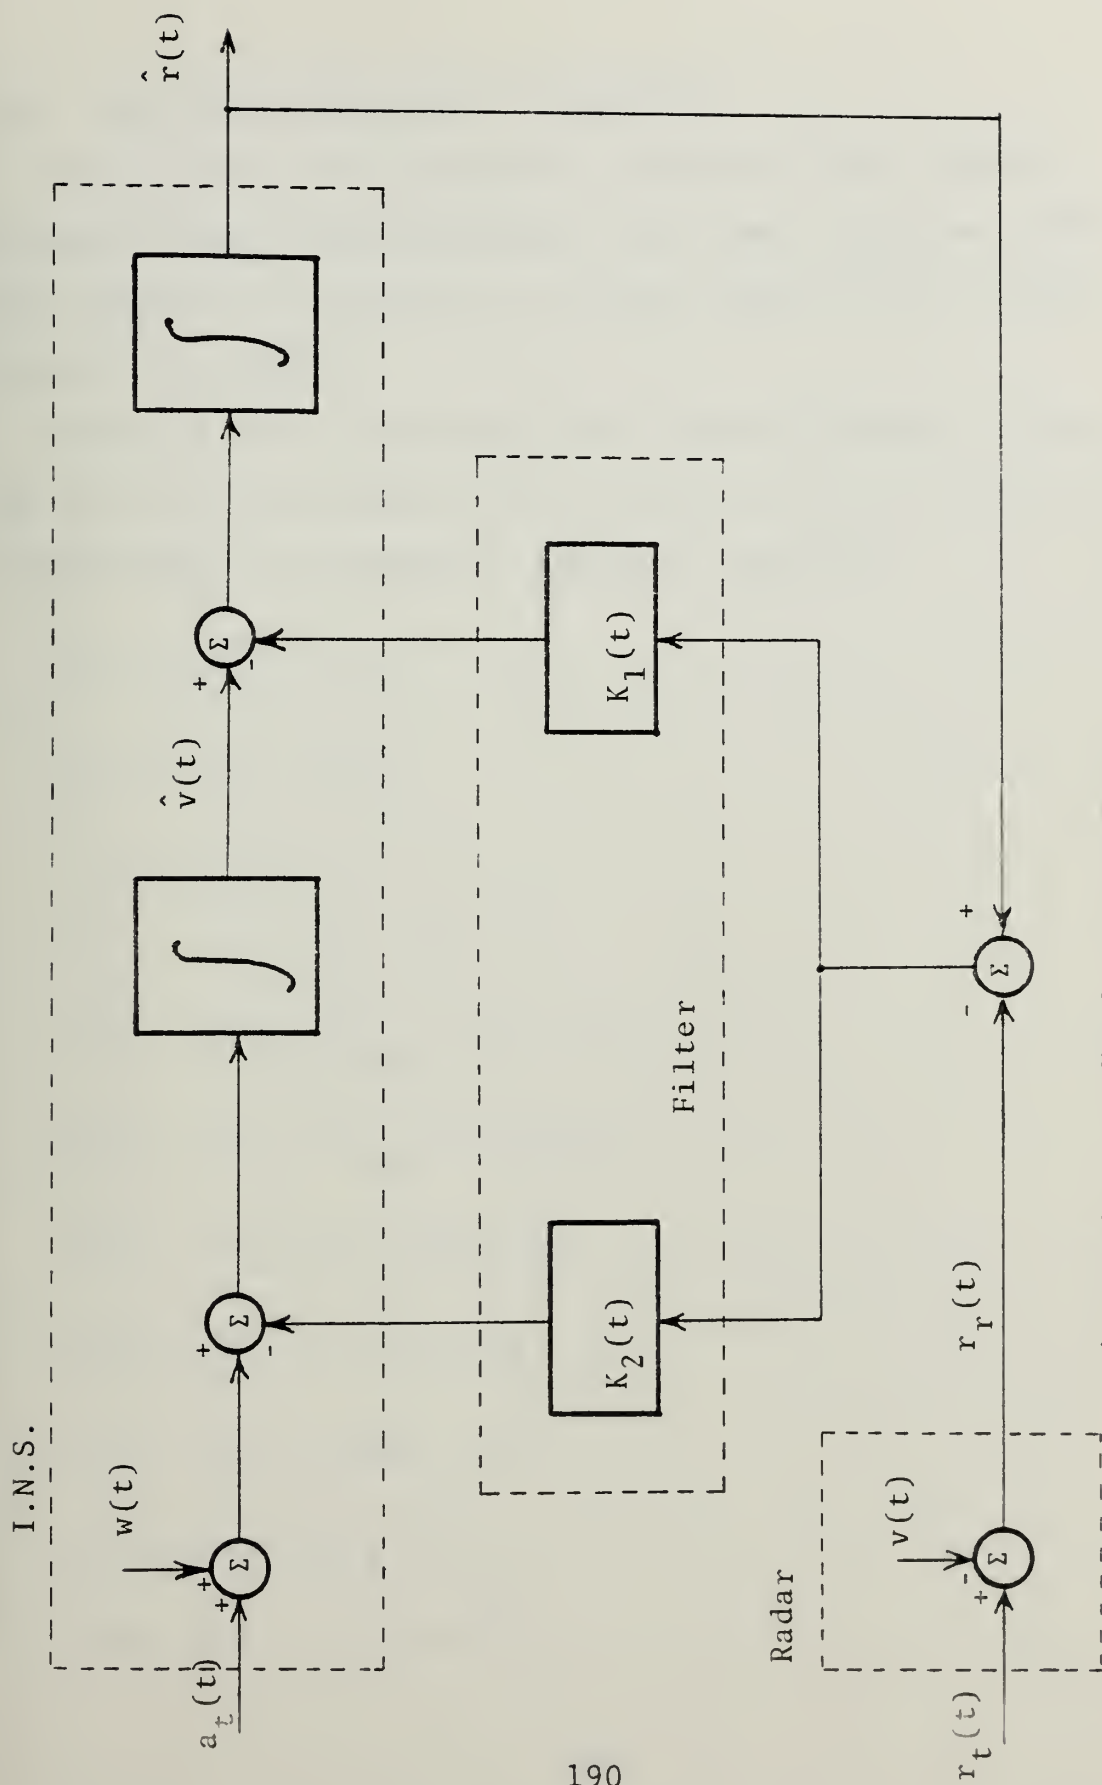 I.N.S.
w(t)
a_t(t)
+
+
Σ
+
-
Σ
∫
v̂(t)
+
-
Σ
∫
r̂(t)
K_2(t)
K_1(t)
Filter
Radar
v(t)
r_t(t)
+
-
Σ
r_r(t)
-
+
Σ
190